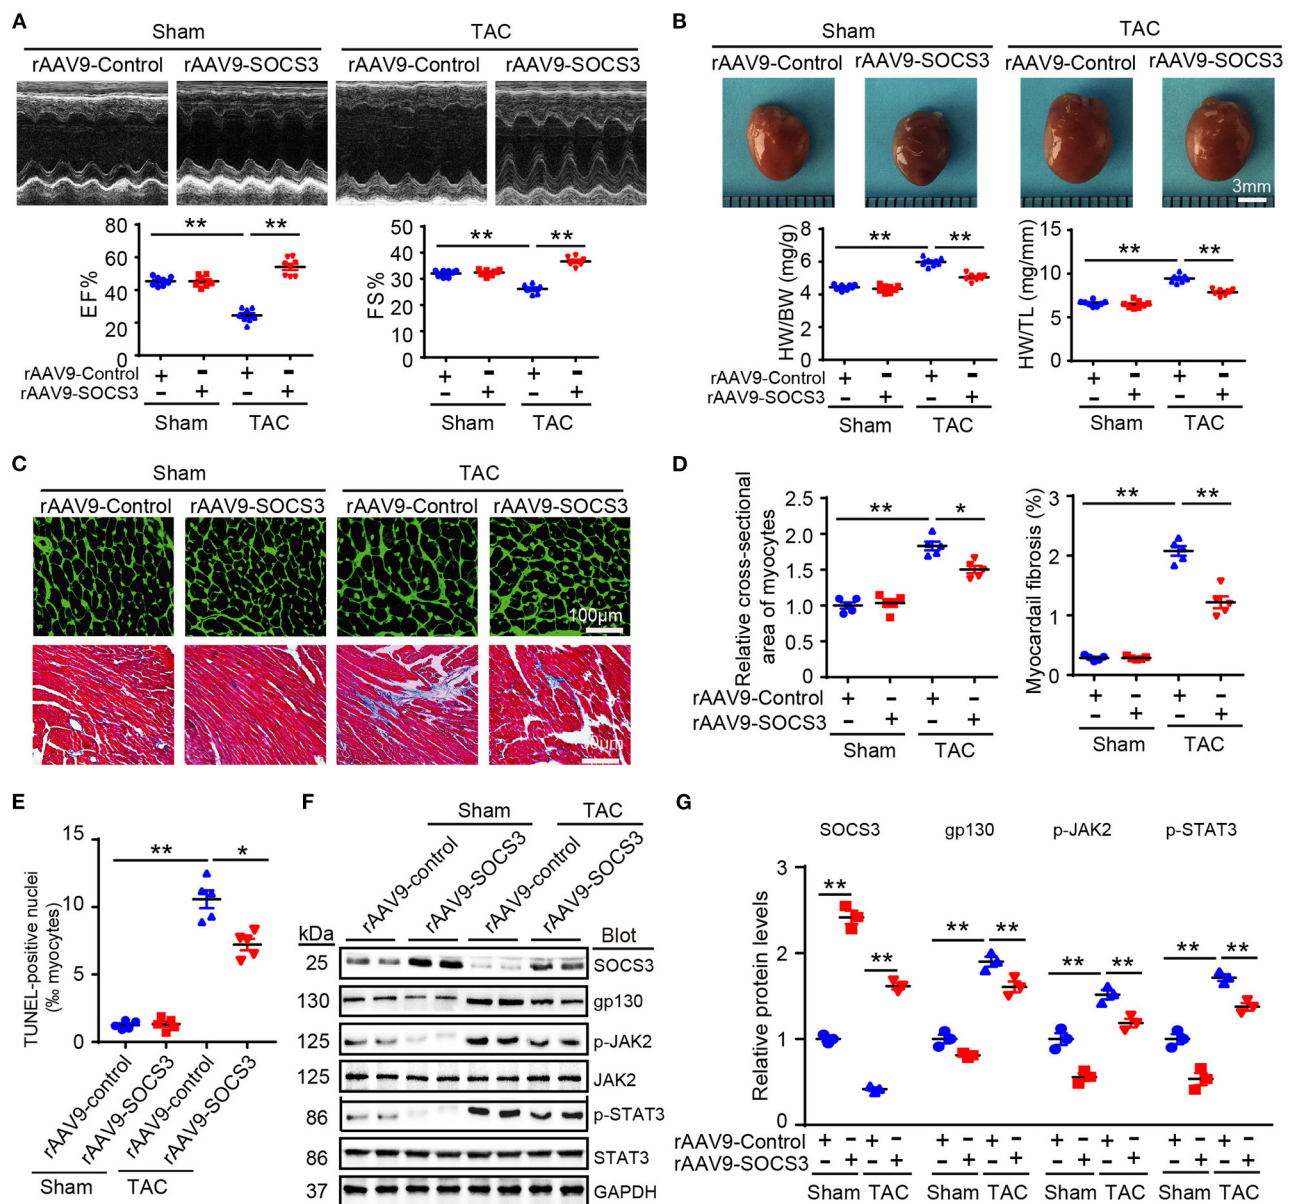 A
Sham
TAC
rAAV9-Control
rAAV9-SOCS3
rAAV9-Control
rAAV9-SOCS3
EF%
80
60
40
20
0
**
**
rAAV9-Control + - + -
rAAV9-SOCS3 - + - +
Sham
TAC
FS%
50
40
30
20
10
0
**
**
+ - + -
- + - +
Sham
TAC
B
Sham
TAC
rAAV9-Control
rAAV9-SOCS3
rAAV9-Control
rAAV9-SOCS3
3mm
HW/BW (mg/g)
8
6
4
2
0
**
**
rAAV9-Control + - + -
rAAV9-SOCS3 - + - +
Sham
TAC
HW/TL (mg/mm)
15
10
5
0
**
**
+ - + -
- + - +
Sham
TAC
C
Sham
TAC
rAAV9-Control
rAAV9-SOCS3
rAAV9-Control
rAAV9-SOCS3
100μm
D
Relative cross-sectional
area of myocytes
2.5
2.0
1.5
1.0
0.5
0
**
*
rAAV9-Control + - + -
rAAV9-SOCS3 - + - +
Sham
TAC
Myocardail fibrosis (%)
3
2
1
0
**
**
+ - + -
- + - +
Sham
TAC
E
TUNEL-positive nuclei
(‰ myocytes)
15
10
5
0
**
*
rAAV9-control
rAAV9-SOCS3
rAAV9-control
rAAV9-SOCS3
Sham
TAC
F
Sham
TAC
rAAV9-control
rAAV9-SOCS3
rAAV9-control
rAAV9-SOCS3
kDa
Blot
25
SOCS3
130
gp130
125
p-JAK2
125
JAK2
86
p-STAT3
86
STAT3
37
GAPDH
G
SOCS3
gp130
p-JAK2
p-STAT3
Relative protein levels
3
2
1
0
**
**
**
**
**
**
**
**
rAAV9-Control + - + - + - + - + - + - + - + -
rAAV9-SOCS3 - + - + - + - + - + - + - + - +
Sham TAC Sham TAC Sham TAC Sham TAC